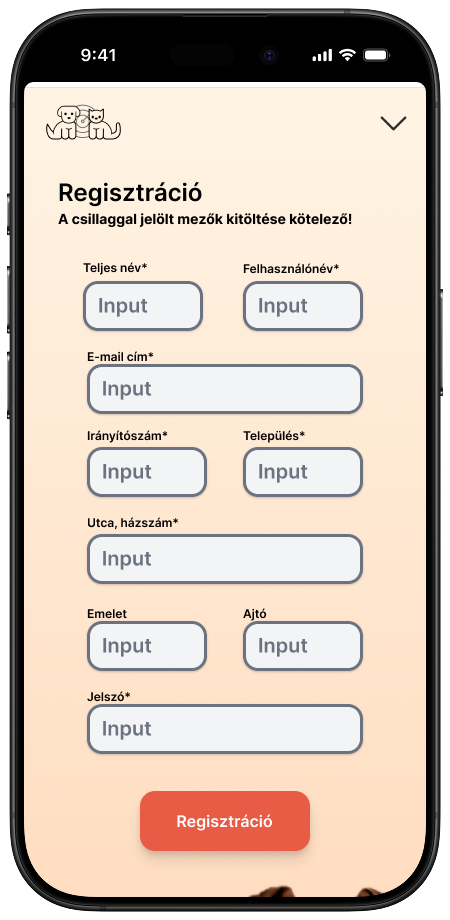 9:41
Regisztráció
A csillaggal jelölt mezők kitöltése kötelező!
Teljes név* Felhasználónév*
Input Input
E-mail cím*
Input
Irányítószám* Település*
Input Input
Utca, házszám*
Input
Emelet Ajtó
Input Input
Jelszó*
Input
Regisztráció